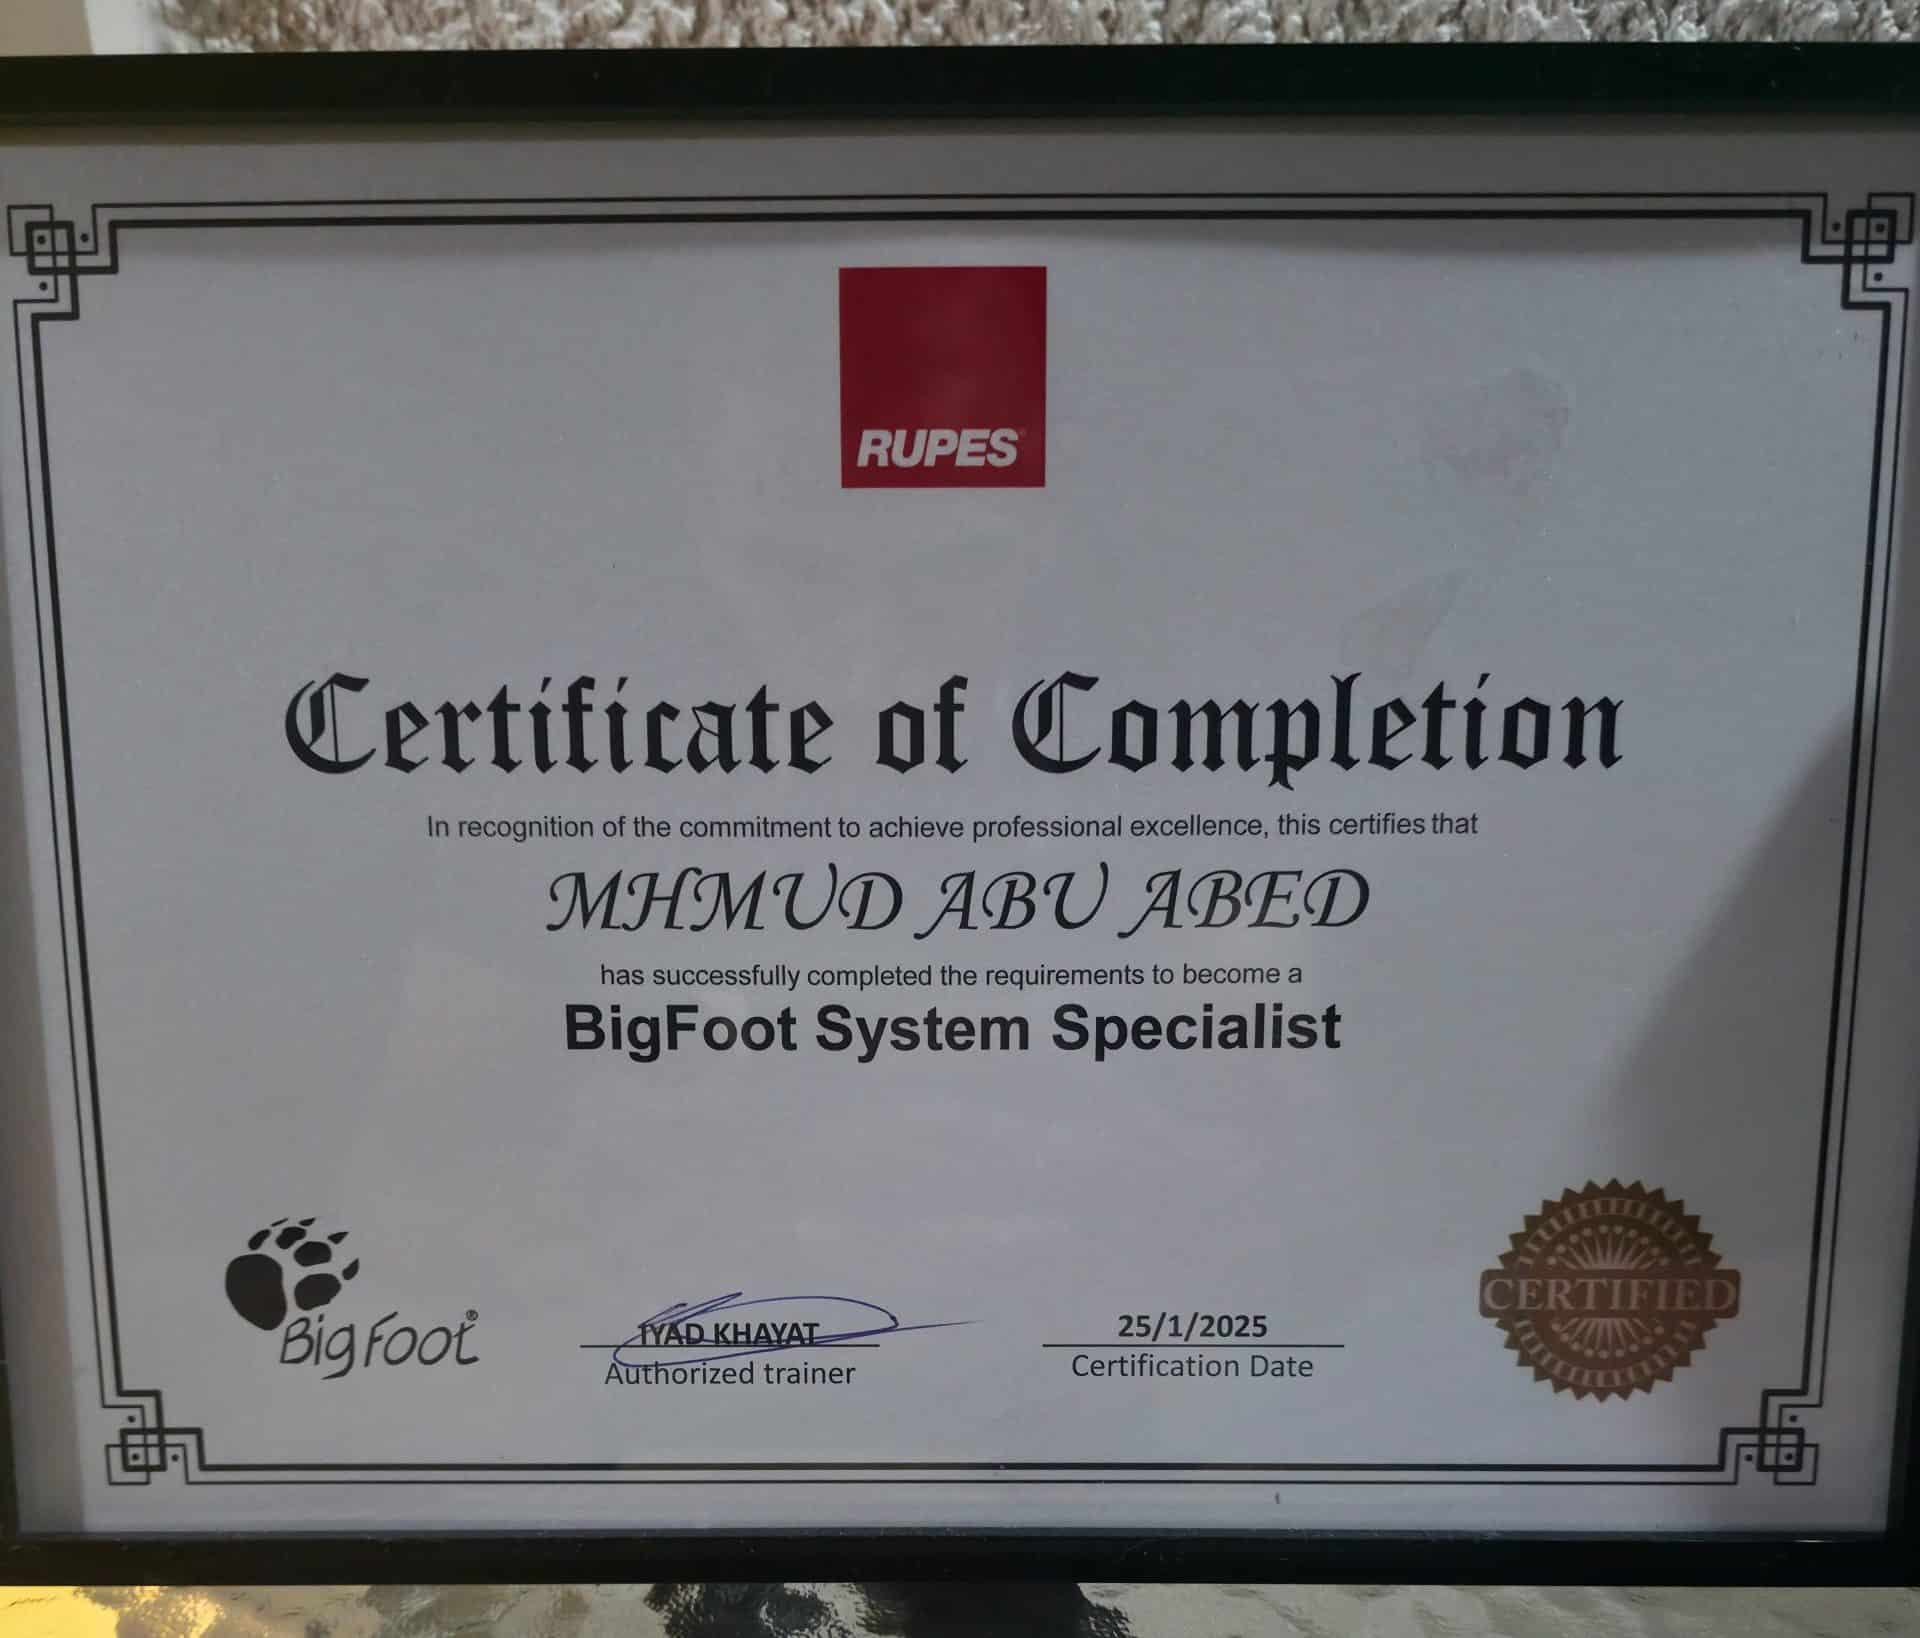 RUPES
Certificate of Completion
In recognition of the commitment to achieve professional excellence, this certifies that
MHMUD ABU ABED
has successfully completed the requirements to become a
BigFoot System Specialist
BigFoot®
IYAD KHAYAT
Authorized trainer
25/1/2025
Certification Date
CERTIFIED